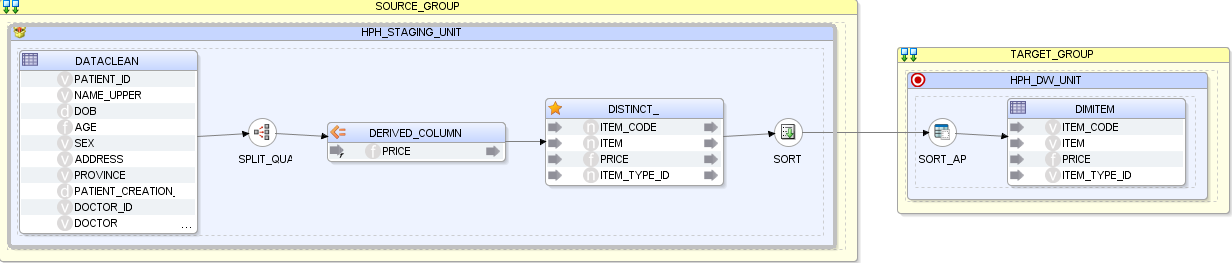 SOURCE_GROUP
HPH_STAGING_UNIT
DATACLEAN
v PATIENT_ID
v NAME_UPPER
d DOB
f AGE
v SEX
v ADDRESS
v PROVINCE
d PATIENT_CREATION_
v DOCTOR_ID
v DOCTOR ...
SPLIT_QUA
DERIVED_COLUMN
f PRICE
DISTINCT_
n ITEM_CODE
n ITEM
f PRICE
n ITEM_TYPE_ID
SORT
TARGET_GROUP
HPH_DW_UNIT
SORT_AP
DIMITEM
v ITEM_CODE
v ITEM
f PRICE
v ITEM_TYPE_ID